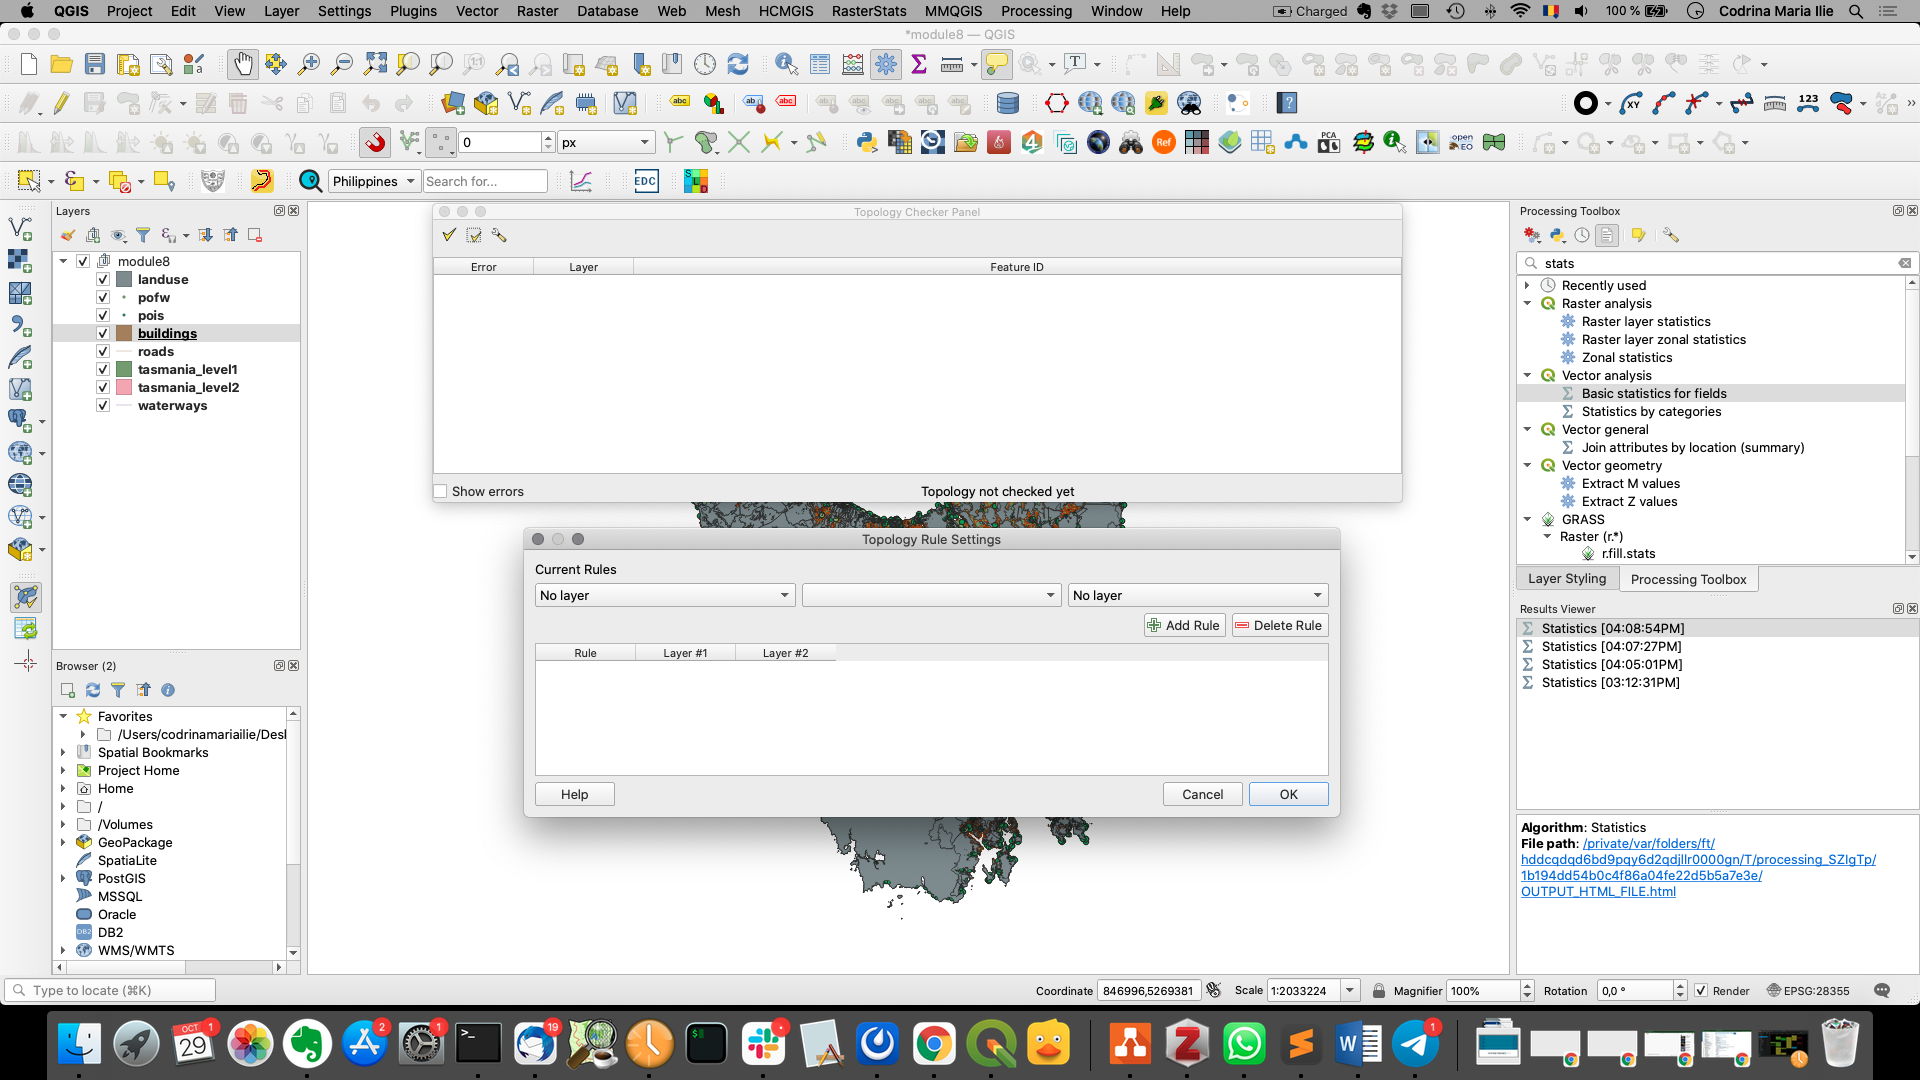 QGIS Project Edit View Layer Settings Plugins Vector Raster Database Web Mesh HCMGIS RasterStats MMQGIS Processing Window Help Charged 100 % Codrina Maria Ilie
*module8 — QGIS
0 px
Philippines Search for... EDC
Layers
module8
landuse
pofw
pois
buildings
roads
tasmania_level1
tasmania_level2
waterways
Browser (2)
Favorites
/Users/codrinamariailie/Desl
Spatial Bookmarks
Project Home
Home
/
/Volumes
GeoPackage
SpatiaLite
PostGIS
MSSQL
Oracle
DB2
WMS/WMTS
Topology Checker Panel
Error Layer Feature ID
Show errors Topology not checked yet
Topology Rule Settings
Current Rules
No layer No layer
Add Rule Delete Rule
Rule Layer #1 Layer #2
Help Cancel OK
Processing Toolbox
stats
Recently used
Raster analysis
Raster layer statistics
Raster layer zonal statistics
Zonal statistics
Vector analysis
Basic statistics for fields
Statistics by categories
Vector general
Join attributes by location (summary)
Vector geometry
Extract M values
Extract Z values
GRASS
Raster (r.*)
r.fill.stats
Layer Styling Processing Toolbox
Results Viewer
Statistics [04:08:54PM]
Statistics [04:07:27PM]
Statistics [04:05:01PM]
Statistics [03:12:31PM]
Algorithm: Statistics
File path: /private/var/folders/ft/
hddcqdqd6bd9pqy6d2qdjllr0000gn/T/processing_SZIgTp/
1b194dd54b0c4f86a04fe22d5b5a7e3e/
OUTPUT_HTML_FILE.html
Type to locate (⌘K) Coordinate 846996,5269381 Scale 1:2033224 Magnifier 100% Rotation 0,0 ° Render EPSG:28355
OCT 29